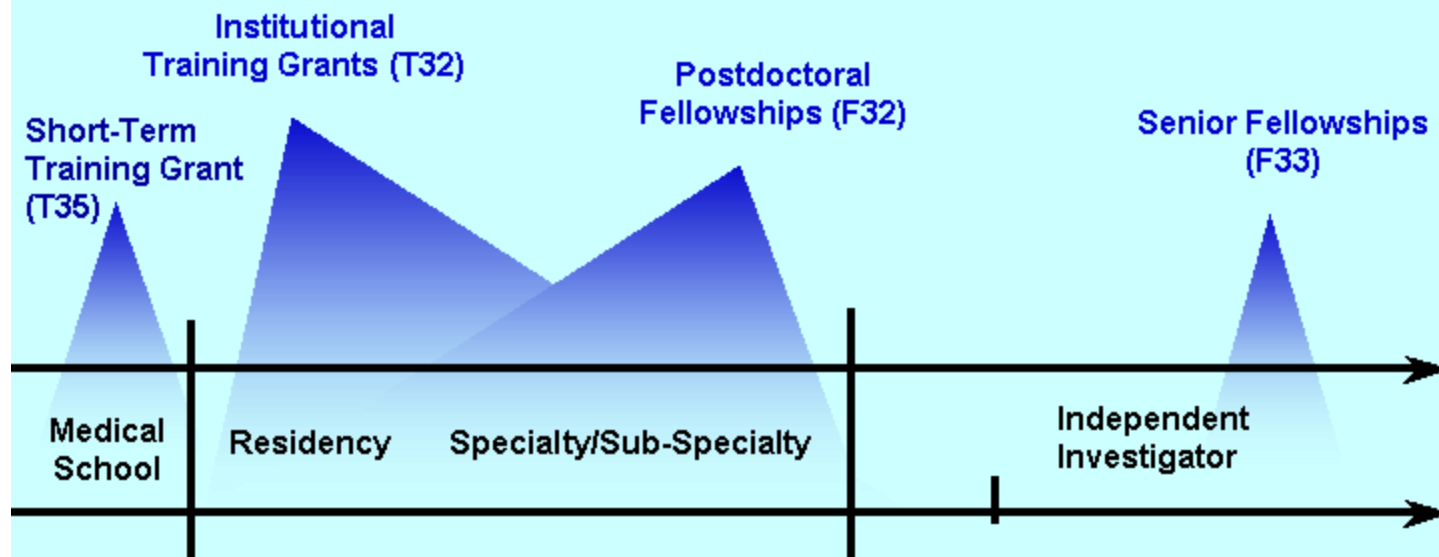 Institutional
Training Grants (T32)
Postdoctoral
Fellowships (F32)
Short-Term
Training Grant
(T35)
Senior Fellowships
(F33)
Medical
School
Residency
Specialty/Sub-Specialty
Independent
Investigator